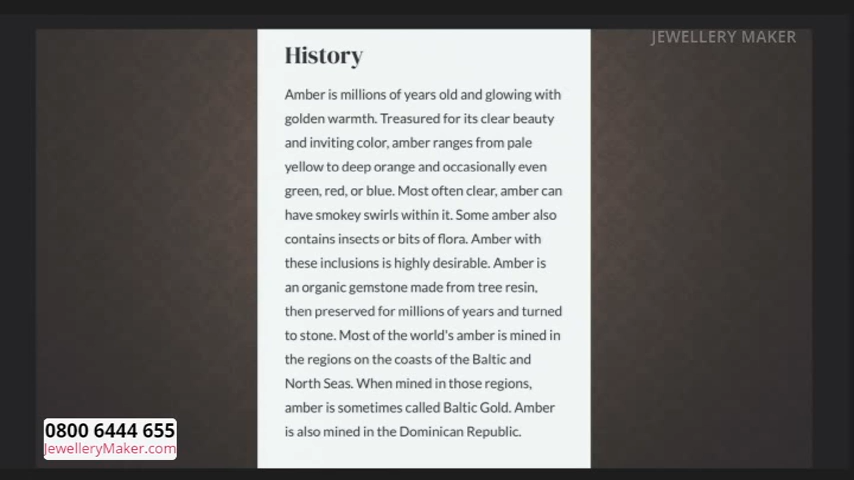 JEWELLERY MAKER
History
Amber is millions of years old and glowing with
golden warmth. Treasured for its clear beauty
and inviting color, amber ranges from pale
yellow to deep orange and occasionally even
green, red, or blue. Most often clear, amber can
have smokey swirls within it. Some amber also
contains insects or bits of flora. Amber with
these inclusions is highly desirable. Amber is
an organic gemstone made from tree resin,
then preserved for millions of years and turned
to stone. Most of the world's amber is mined in
the regions on the coasts of the Baltic and
North Seas. When mined in those regions,
amber is sometimes called Baltic Gold. Amber
is also mined in the Dominican Republic.
0800 6444 655
JewelleryMaker.com